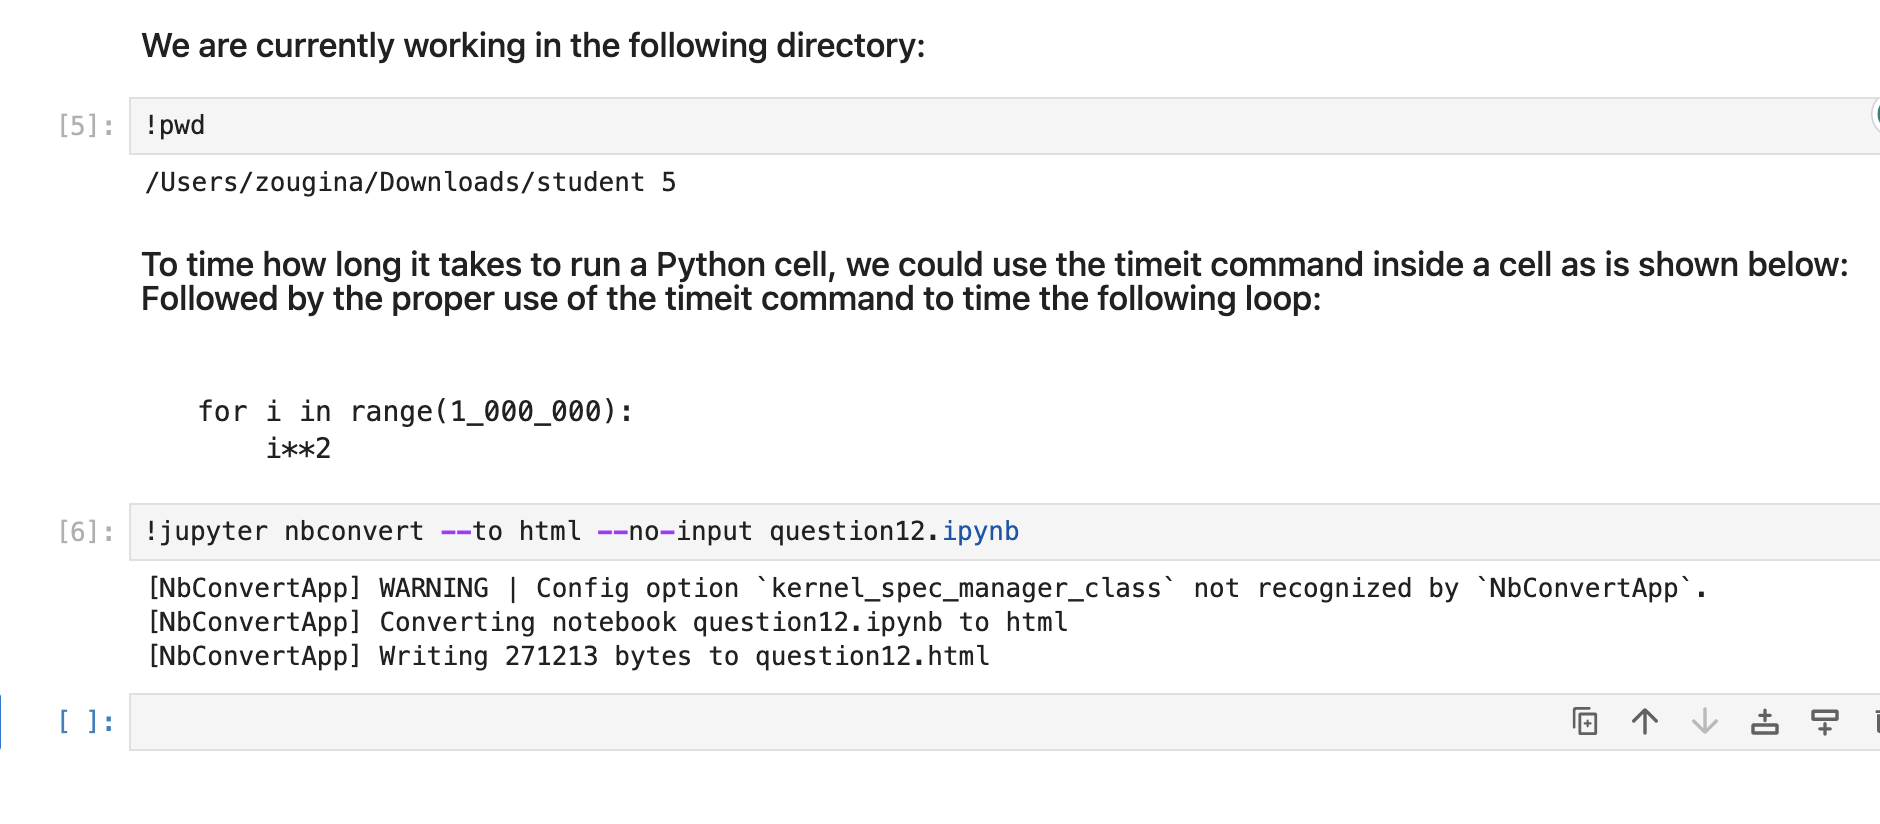 We are currently working in the following directory:
[5]: !pwd
/Users/zougina/Downloads/student 5
To time how long it takes to run a Python cell, we could use the timeit command inside a cell as is shown below:
Followed by the proper use of the timeit command to time the following loop:
for i in range(1_000_000):
    i**2
[6]: !jupyter nbconvert --to html --no-input question12.ipynb
[NbConvertApp] WARNING | Config option `kernel_spec_manager_class` not recognized by `NbConvertApp`.
[NbConvertApp] Converting notebook question12.ipynb to html
[NbConvertApp] Writing 271213 bytes to question12.html
[ ]: